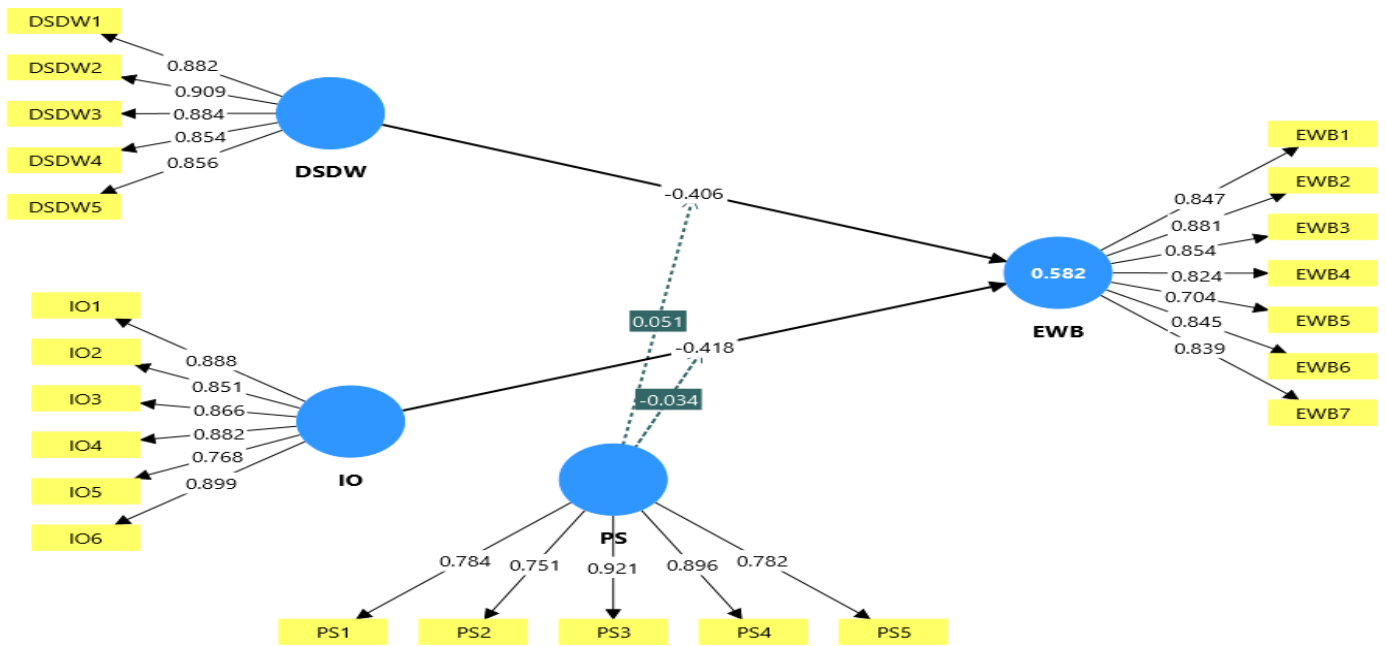 DSDW1
DSDW2
DSDW3
DSDW4
DSDW5
0.882
0.909
0.884
0.854
0.856
DSDW
-0.406
IO1
IO2
IO3
IO4
IO5
IO6
0.888
0.851
0.866
0.882
0.768
0.899
IO
-0.418
0.051
-0.034
PS
0.784
0.751
0.921
0.896
0.782
PS1
PS2
PS3
PS4
PS5
0.582
EWB
0.847
0.881
0.854
0.824
0.704
0.845
0.839
EWB1
EWB2
EWB3
EWB4
EWB5
EWB6
EWB7